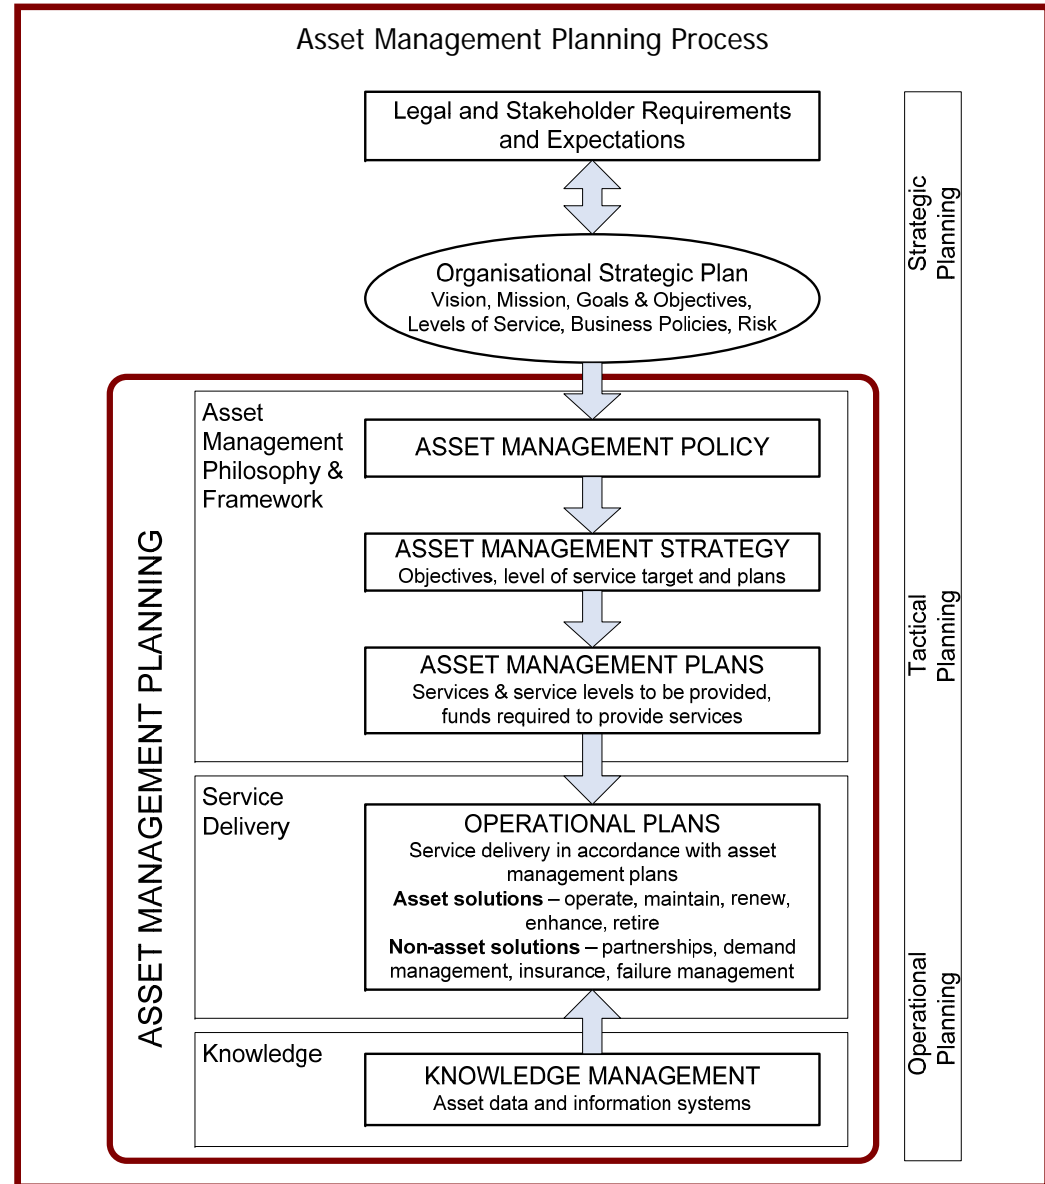 Asset Management Planning Process
Legal and Stakeholder Requirements
and Expectations
Organisational Strategic Plan
Vision, Mission, Goals & Objectives,
Levels of Service, Business Policies, Risk
Strategic
Planning
ASSET MANAGEMENT PLANNING
Asset
Management
Philosophy &
Framework
ASSET MANAGEMENT POLICY
ASSET MANAGEMENT STRATEGY
Objectives, level of service target and plans
ASSET MANAGEMENT PLANS
Services & service levels to be provided,
funds required to provide services
Tactical
Planning
Service
Delivery
OPERATIONAL PLANS
Service delivery in accordance with asset
management plans
Asset solutions – operate, maintain, renew,
enhance, retire
Non-asset solutions – partnerships, demand
management, insurance, failure management
Operational
Planning
Knowledge
KNOWLEDGE MANAGEMENT
Asset data and information systems